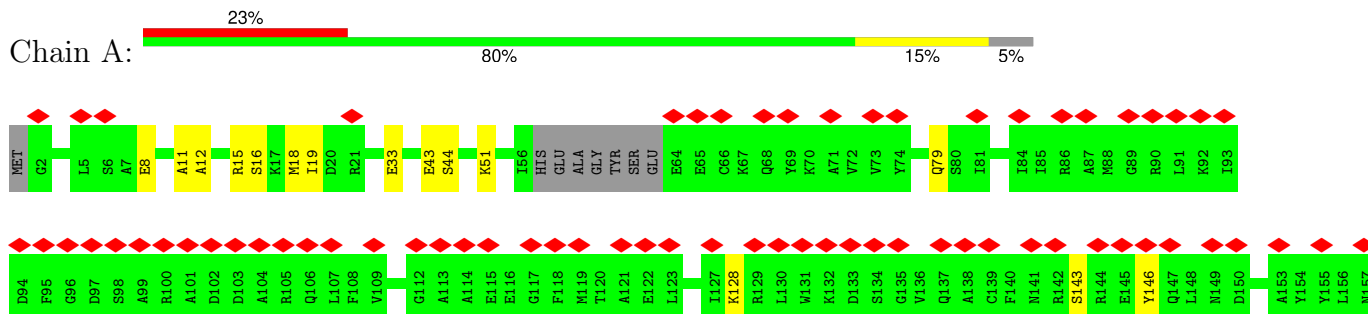 23%
Chain A:
80% 15% 5%
MET G2 L5 S6 A7 E8 A11 A12 R15 S16 K17 M18 I19 D20 R21 E33 E43 S44 K51 I56 HIS GLU ALA GLY TYR SER GLU E64 E65 C66 K67 Q68 Y69 K70 A71 V72 V73 Y74 Q79 S80 I81 I84 I85 R86 A87 M88 G89 R90 L91 K92 I93
D94 F95 G96 D97 S98 A99 R100 A101 D102 D103 A104 R105 Q106 L107 F108 V109 G112 A113 A114 E115 E116 G117 F118 M119 T120 A121 E122 L123 I127 K128 R129 L130 W131 K132 D133 S134 G135 V136 Q137 A138 C139 F140 N141 R142 S143 R144 E145 Y146 Q147 L148 N149 D150 A153 Y154 Y155 L156 N157